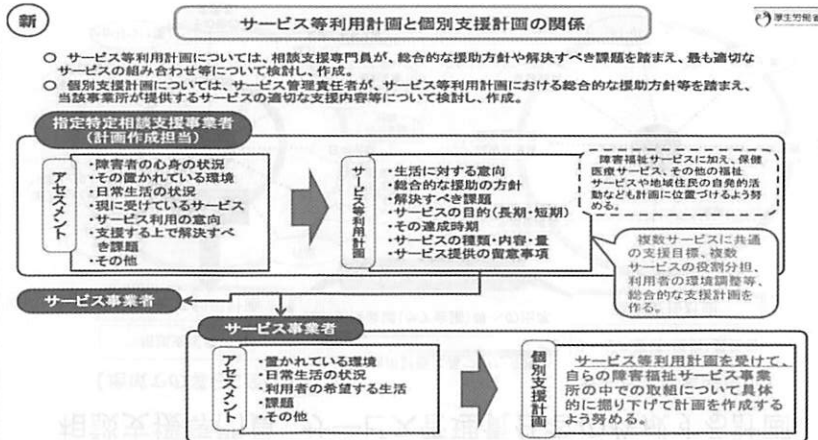 新
サービス等利用計画と個別支援計画の関係
厚生労働省
○ サービス等利用計画については、相談支援専門員が、総合的な援助方針や解決すべき課題を踏まえ、最も適切な
サービスの組み合わせ等について検討し、作成。
○ 個別支援計画については、サービス管理責任者が、サービス等利用計画における総合的な援助方針等を踏まえ、
当該事業所が提供するサービスの適切な支援内容等について検討し、作成。
指定特定相談支援事業者
(計画作成担当)
アセスメント
・障害者の心身の状況
・その置かれている環境
・日常生活の状況
・現に受けているサービス
・サービス利用の意向
・支援する上で解決すべ
き課題
・その他
サービス等利用計画
・生活に対する意向
・総合的な援助の方針
・解決すべき課題
・サービスの目的(長期・短期)
・その達成時期
・サービスの種類・内容・量
・サービス提供の留意事項
障害福祉サービスに加え、保健
医療サービス、その他の福祉
サービスや地域住民の自発的活
動なども計画に位置づけるよう努
める。
複数サービスに共通
の支援目標、複数
サービスの役割分担、
利用者の環境調整等、
総合的な支援計画を
作る。
サービス事業者
サービス事業者
アセスメント
・置かれている環境
・日常生活の状況
・利用者の希望する生活
・課題
・その他
個別支援計画
サービス等利用計画を受けて、
自らの障害福祉サービス事業
所の中での取組について具体
的に掘り下げて計画を作成する
よう努める。